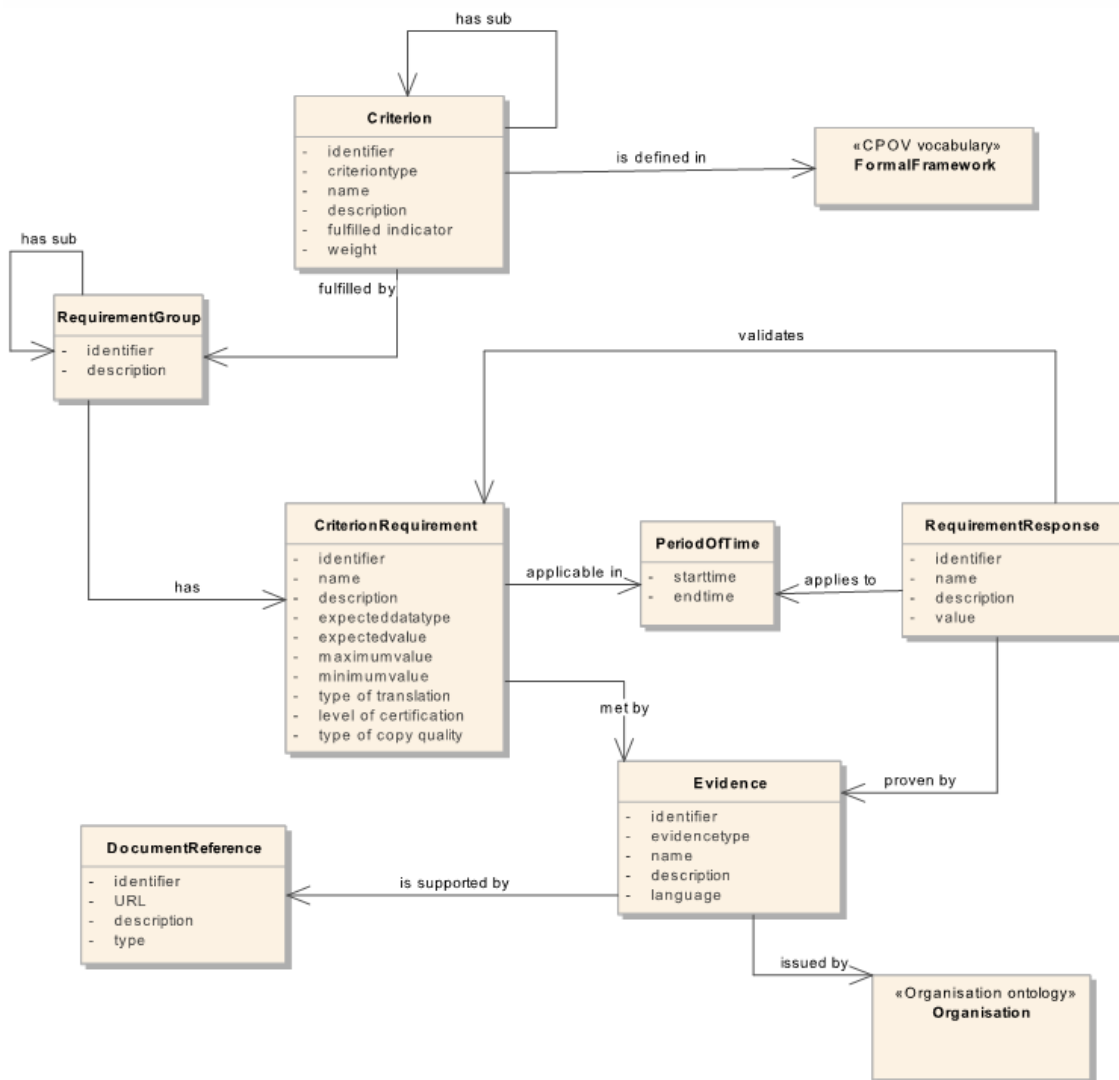 has sub
Criterion
- identifier
- criteriontype
- name
- description
- fulfilled indicator
- weight
is defined in
«CPOV vocabulary»
FormalFramework
has sub
fulfilled by
RequirementGroup
- identifier
- description
validates
has
CriterionRequirement
- identifier
- name
- description
- expecteddatatype
- expectedvalue
- maximumvalue
- minimumvalue
- type of translation
- level of certification
- type of copy quality
applicable in
PeriodOfTime
- starttime
- endtime
applies to
RequirementResponse
- identifier
- name
- description
- value
met by
proven by
Evidence
- identifier
- evidencetype
- name
- description
- language
is supported by
DocumentReference
- identifier
- URL
- description
- type
issued by
«Organisation ontology»
Organisation